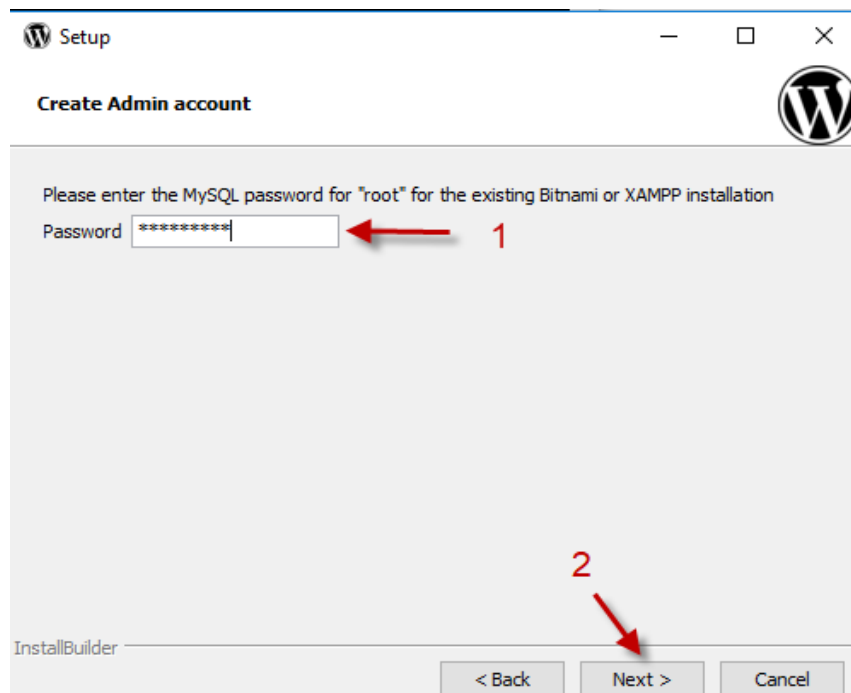 Setup
Create Admin account
Please enter the MySQL password for "root" for the existing Bitnami or XAMPP installation
Password *********
1
2
InstallBuilder
< Back Next > Cancel